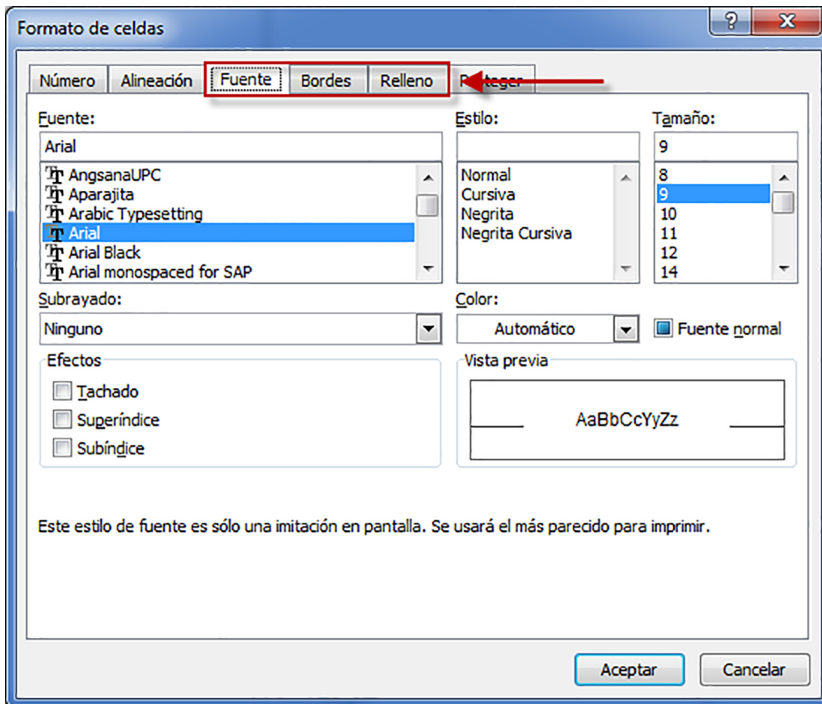 Formato de celdas
Número Alineación Fuente Bordes Relleno Proteger
Fuente: Estilo: Tamaño:
Arial 9
AngsanaUPC Normal 8
Aparajita Cursiva 9
Arabic Typesetting Negrita 10
Arial Negrita Cursiva 11
Arial Black 12
Arial monospaced for SAP 14
Subrayado: Color:
Ninguno Automático Fuente normal
Efectos Vista previa
Tachado
Superíndice AaBbCcYyZz
Subíndice
Este estilo de fuente es sólo una imitación en pantalla. Se usará el más parecido para imprimir.
Aceptar Cancelar